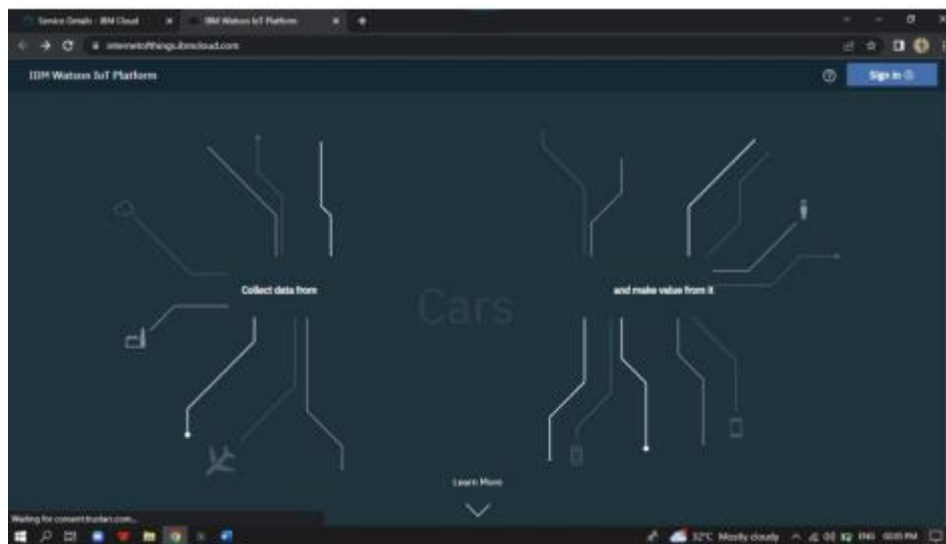 Service Details - IBM Cloud
IBM Watson IoT Platform
internetofthings.ibmcloud.com
IBM Watson IoT Platform
Sign in
Collect data from
Cars
and make value from it
Learn More
Waiting for consent.trustarc.com...
32°C Mostly cloudy
ENG